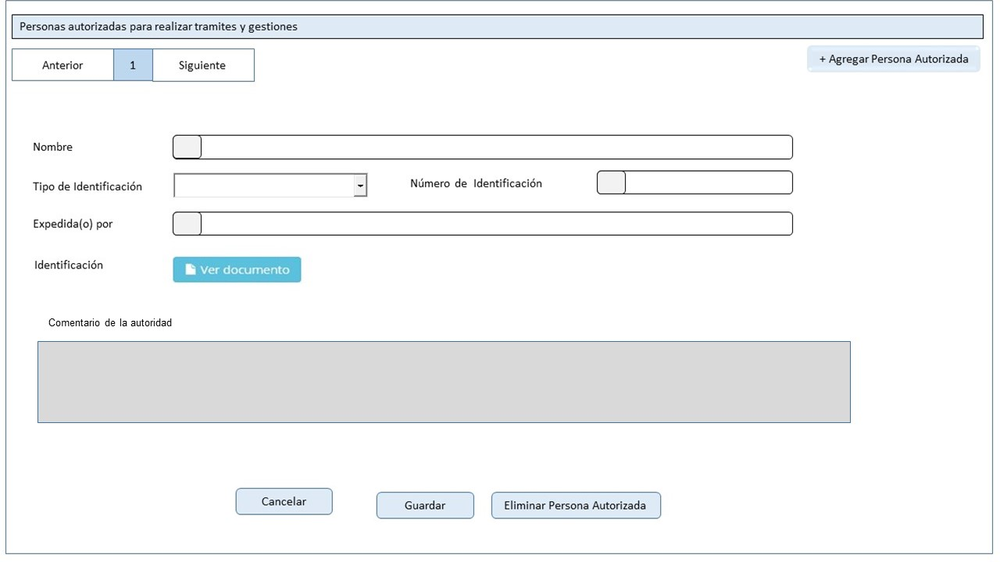 Personas autorizadas para realizar tramites y gestiones
Anterior 1 Siguiente
+ Agregar Persona Autorizada
Nombre
Tipo de Identificación
Número de Identificación
Expedida(o) por
Identificación
Ver documento
Comentario de la autoridad
Cancelar
Guardar
Eliminar Persona Autorizada